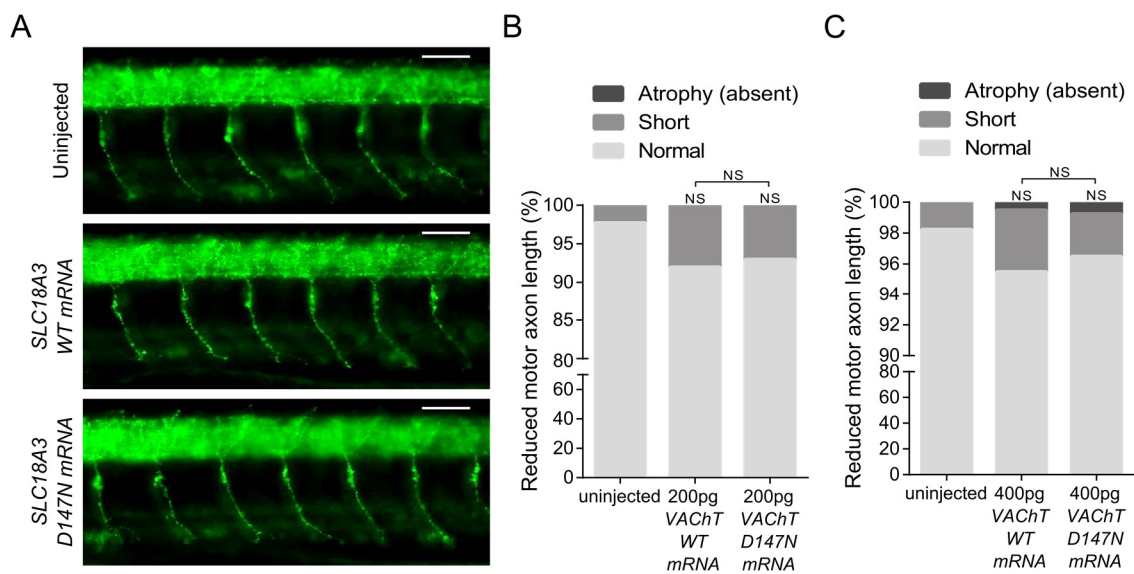 A
Uninjected
SLC18A3
WT mRNA
SLC18A3
D147N mRNA
B
Atrophy (absent)
Short
Normal
Reduced motor axon length (%)
NS
NS
NS
100
95
90
85
80
80
60
40
20
0
uninjected
200pg
VAChT
WT
mRNA
200pg
VAChT
D147N
mRNA
C
Atrophy (absent)
Short
Normal
Reduced motor axon length (%)
NS
NS
NS
100
98
96
94
92
90
80
60
40
20
0
uninjected
400pg
VAChT
WT
mRNA
400pg
VAChT
D147N
mRNA